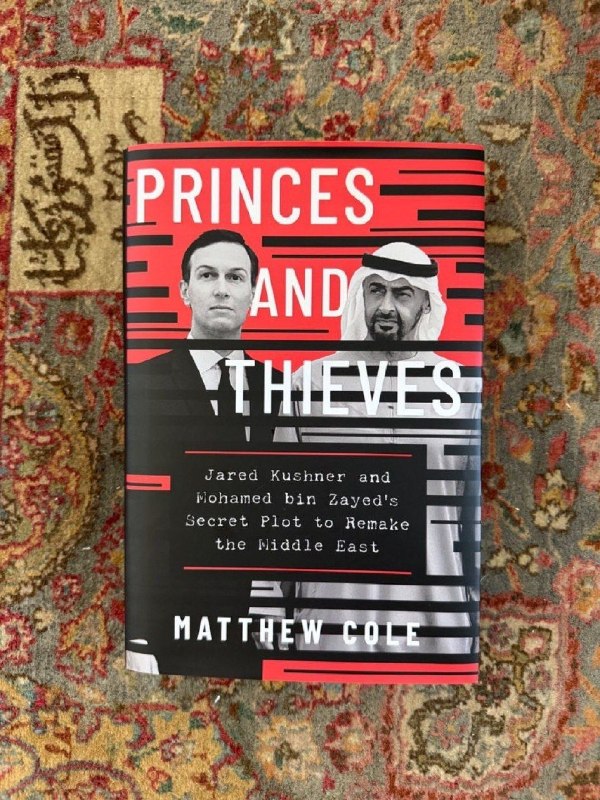 PRINCES
AND
THIEVES
Jared Kushner and
Mohamed bin Zayed's
Secret Plot to Remake
the Middle East
MATTHEW COLE